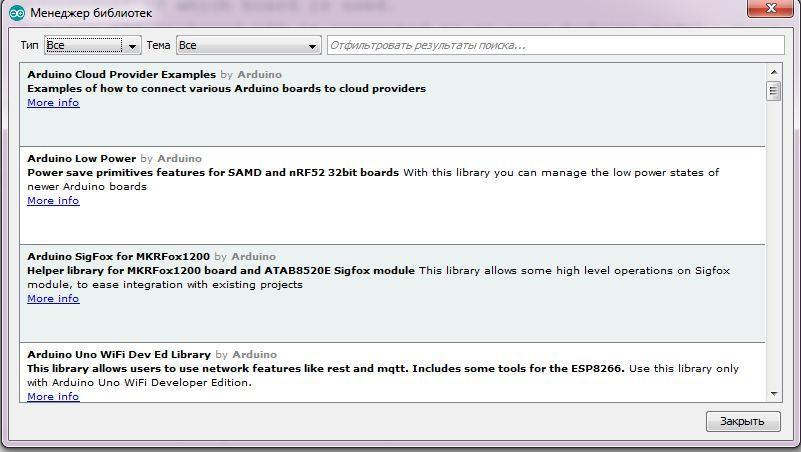 of which board is used.
Менеджер библиотек
Тип Все Тема Все Отфильтровать результаты поиска...
Arduino Cloud Provider Examples by Arduino
Examples of how to connect various Arduino boards to cloud providers
More info
Arduino Low Power by Arduino
Power save primitives features for SAMD and nRF52 32bit boards With this library you can manage the low power states of
newer Arduino boards
More info
Arduino SigFox for MKRFox1200 by Arduino
Helper library for MKRFox1200 board and ATAB8520E Sigfox module This library allows some high level operations on Sigfox
module, to ease integration with existing projects
More info
Arduino Uno WiFi Dev Ed Library by Arduino
This library allows users to use network features like rest and mqtt. Includes some tools for the ESP8266. Use this library only
with Arduino Uno WiFi Developer Edition.
More info
Закрыть